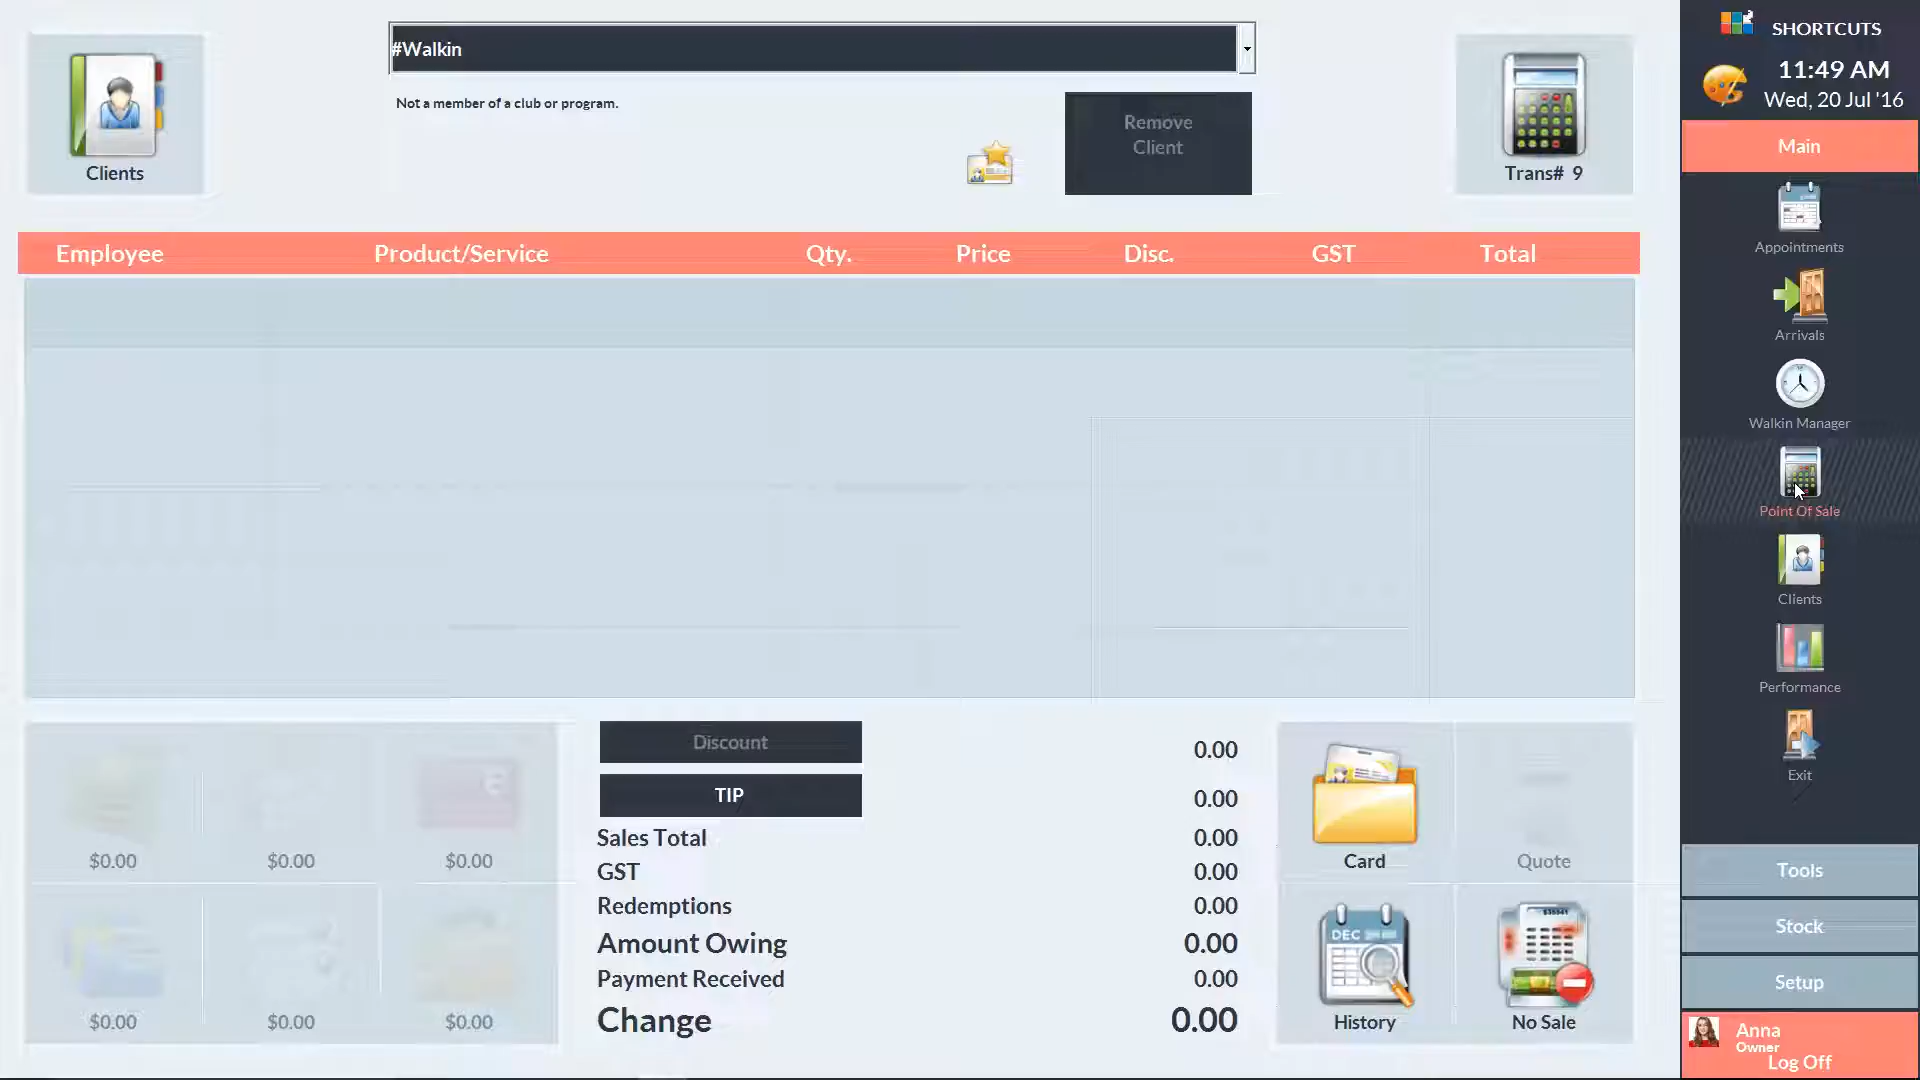 #Walkin
Not a member of a club or program.
Clients
Remove
Client
Trans# 9
Employee Product/Service Qty. Price Disc. GST Total
Discount 0.00
TIP 0.00
Sales Total 0.00
GST 0.00
Redemptions 0.00
Amount Owing 0.00
Payment Received 0.00
Change 0.00
$0.00 $0.00 $0.00
$0.00 $0.00 $0.00
Card Quote
DEC
History No Sale
SHORTCUTS
11:49 AM
Wed, 20 Jul '16
Main
Appointments
Arrivals
Walkin Manager
Point Of Sale
Clients
Performance
Exit
Tools
Stock
Setup
Anna
Owner
Log Off